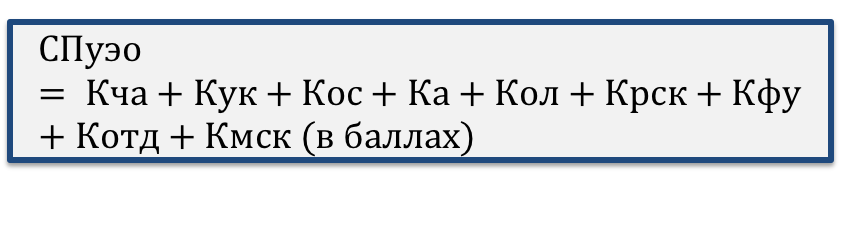 СПуэо
= Кча + Кук + Кос + Ка + Кол + Крск + Кфу
+ Котд + Кмск (в баллах)